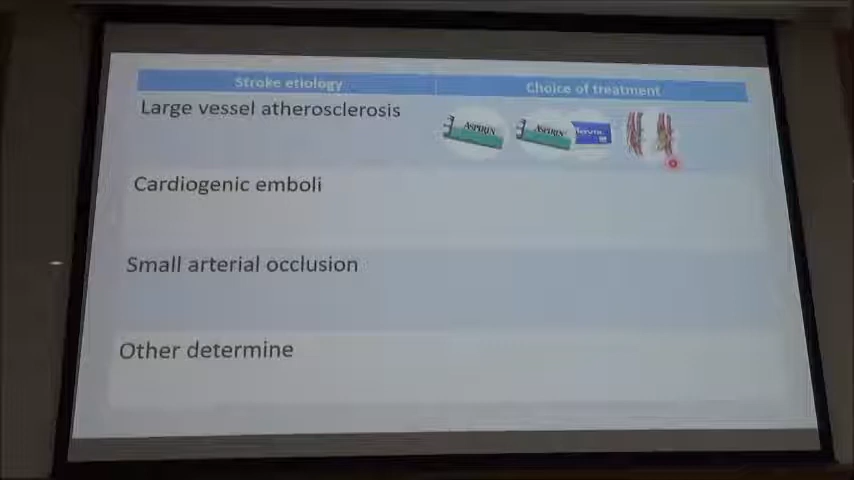 Stroke etiology
Choice of treatment
Large vessel atherosclerosis
ASPIRIN
ASPIRIN
Cardiogenic emboli
Small arterial occlusion
Other determine